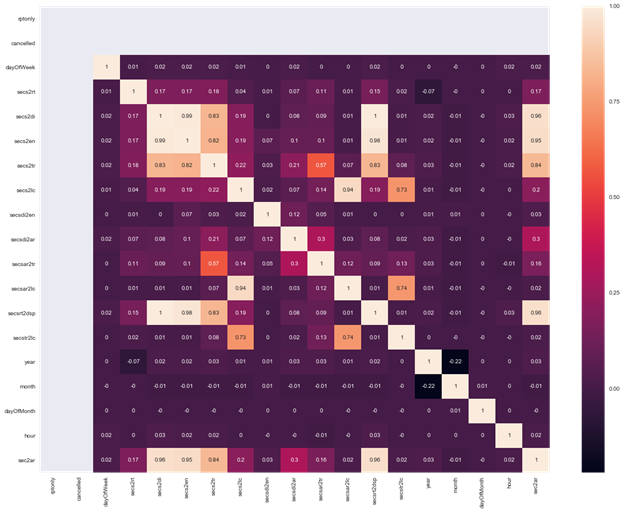 1.00
rptonly
cancelled
dayOfWeek 1 0.01 0.02 0.02 0.02 0.01 0 0.02 0 0 0.02 0 0 -0 0 0.02 0.02
secs2rt 0.01 1 0.17 0.17 0.18 0.04 0.01 0.07 0.11 0.01 0.15 0.02 -0.07 -0 0 0 0.17
0.75
secs2di 0.02 0.17 1 0.99 0.83 0.19 0 0.08 0.09 0.01 1 0.01 0.02 -0.01 -0 0.03 0.96
secs2en 0.02 0.17 0.99 1 0.82 0.19 0.07 0.1 0.1 0.01 0.98 0.01 0.02 -0.01 -0 0.02 0.95
secs2tr 0.02 0.18 0.83 0.82 1 0.22 0.03 0.21 0.57 0.07 0.83 0.08 0.03 -0.01 -0 0.02 0.84
0.50
secs2lc 0.01 0.04 0.19 0.19 0.22 1 0.02 0.07 0.14 0.94 0.19 0.73 0.01 -0.01 -0 0 0.2
secsdi2en 0 0.01 0 0.07 0.03 0.02 1 0.12 0.05 0.01 0 0 0.01 0.01 0 -0 0.03
secsdi2ar 0.02 0.07 0.08 0.1 0.21 0.07 0.12 1 0.3 0.03 0.08 0.02 0.03 -0.01 0 -0 0.3
secsar2tr 0 0.11 0.09 0.1 0.57 0.14 0.05 0.3 1 0.12 0.09 0.13 0.03 -0.01 0 -0.01 0.16
secsar2lc 0 0.01 0.01 0.01 0.07 0.94 0.01 0.03 0.12 1 0.01 0.74 0.01 -0 -0 -0 0.02
0.25
secsrt2dsp 0.02 0.15 1 0.98 0.83 0.19 0 0.08 0.09 0.01 1 0.01 0.02 -0.01 -0 0.03 0.96
secstr2lc 0 0.02 0.01 0.01 0.08 0.73 0 0.02 0.13 0.74 0.01 1 0 -0 -0 -0 0.02
year 0 -0.07 0.02 0.02 0.03 0.01 0.01 0.03 0.03 0.01 0.02 0 1 -0.22 0 0 0.03
0.00
month -0 -0 -0.01 -0.01 -0.01 -0.01 0.01 -0.01 -0.01 -0 -0.01 -0 -0.22 1 0.01 0 -0.01
dayOfMonth 0 0 -0 -0 -0 -0 0 0 0 -0 -0 -0 0 0.01 1 0 -0
hour 0.02 0 0.03 0.02 0.02 0 -0 -0 -0.01 -0 0.03 -0 0 0 0 1 0.02
sec2ar 0.02 0.17 0.96 0.95 0.84 0.2 0.03 0.3 0.16 0.02 0.96 0.02 0.03 -0.01 -0 0.02 1
rptonly cancelled dayOfWeek secs2rt secs2di secs2en secs2tr secs2lc secsdi2en secsdi2ar secsar2tr secsar2lc secsrt2dsp secstr2lc year month dayOfMonth hour sec2ar